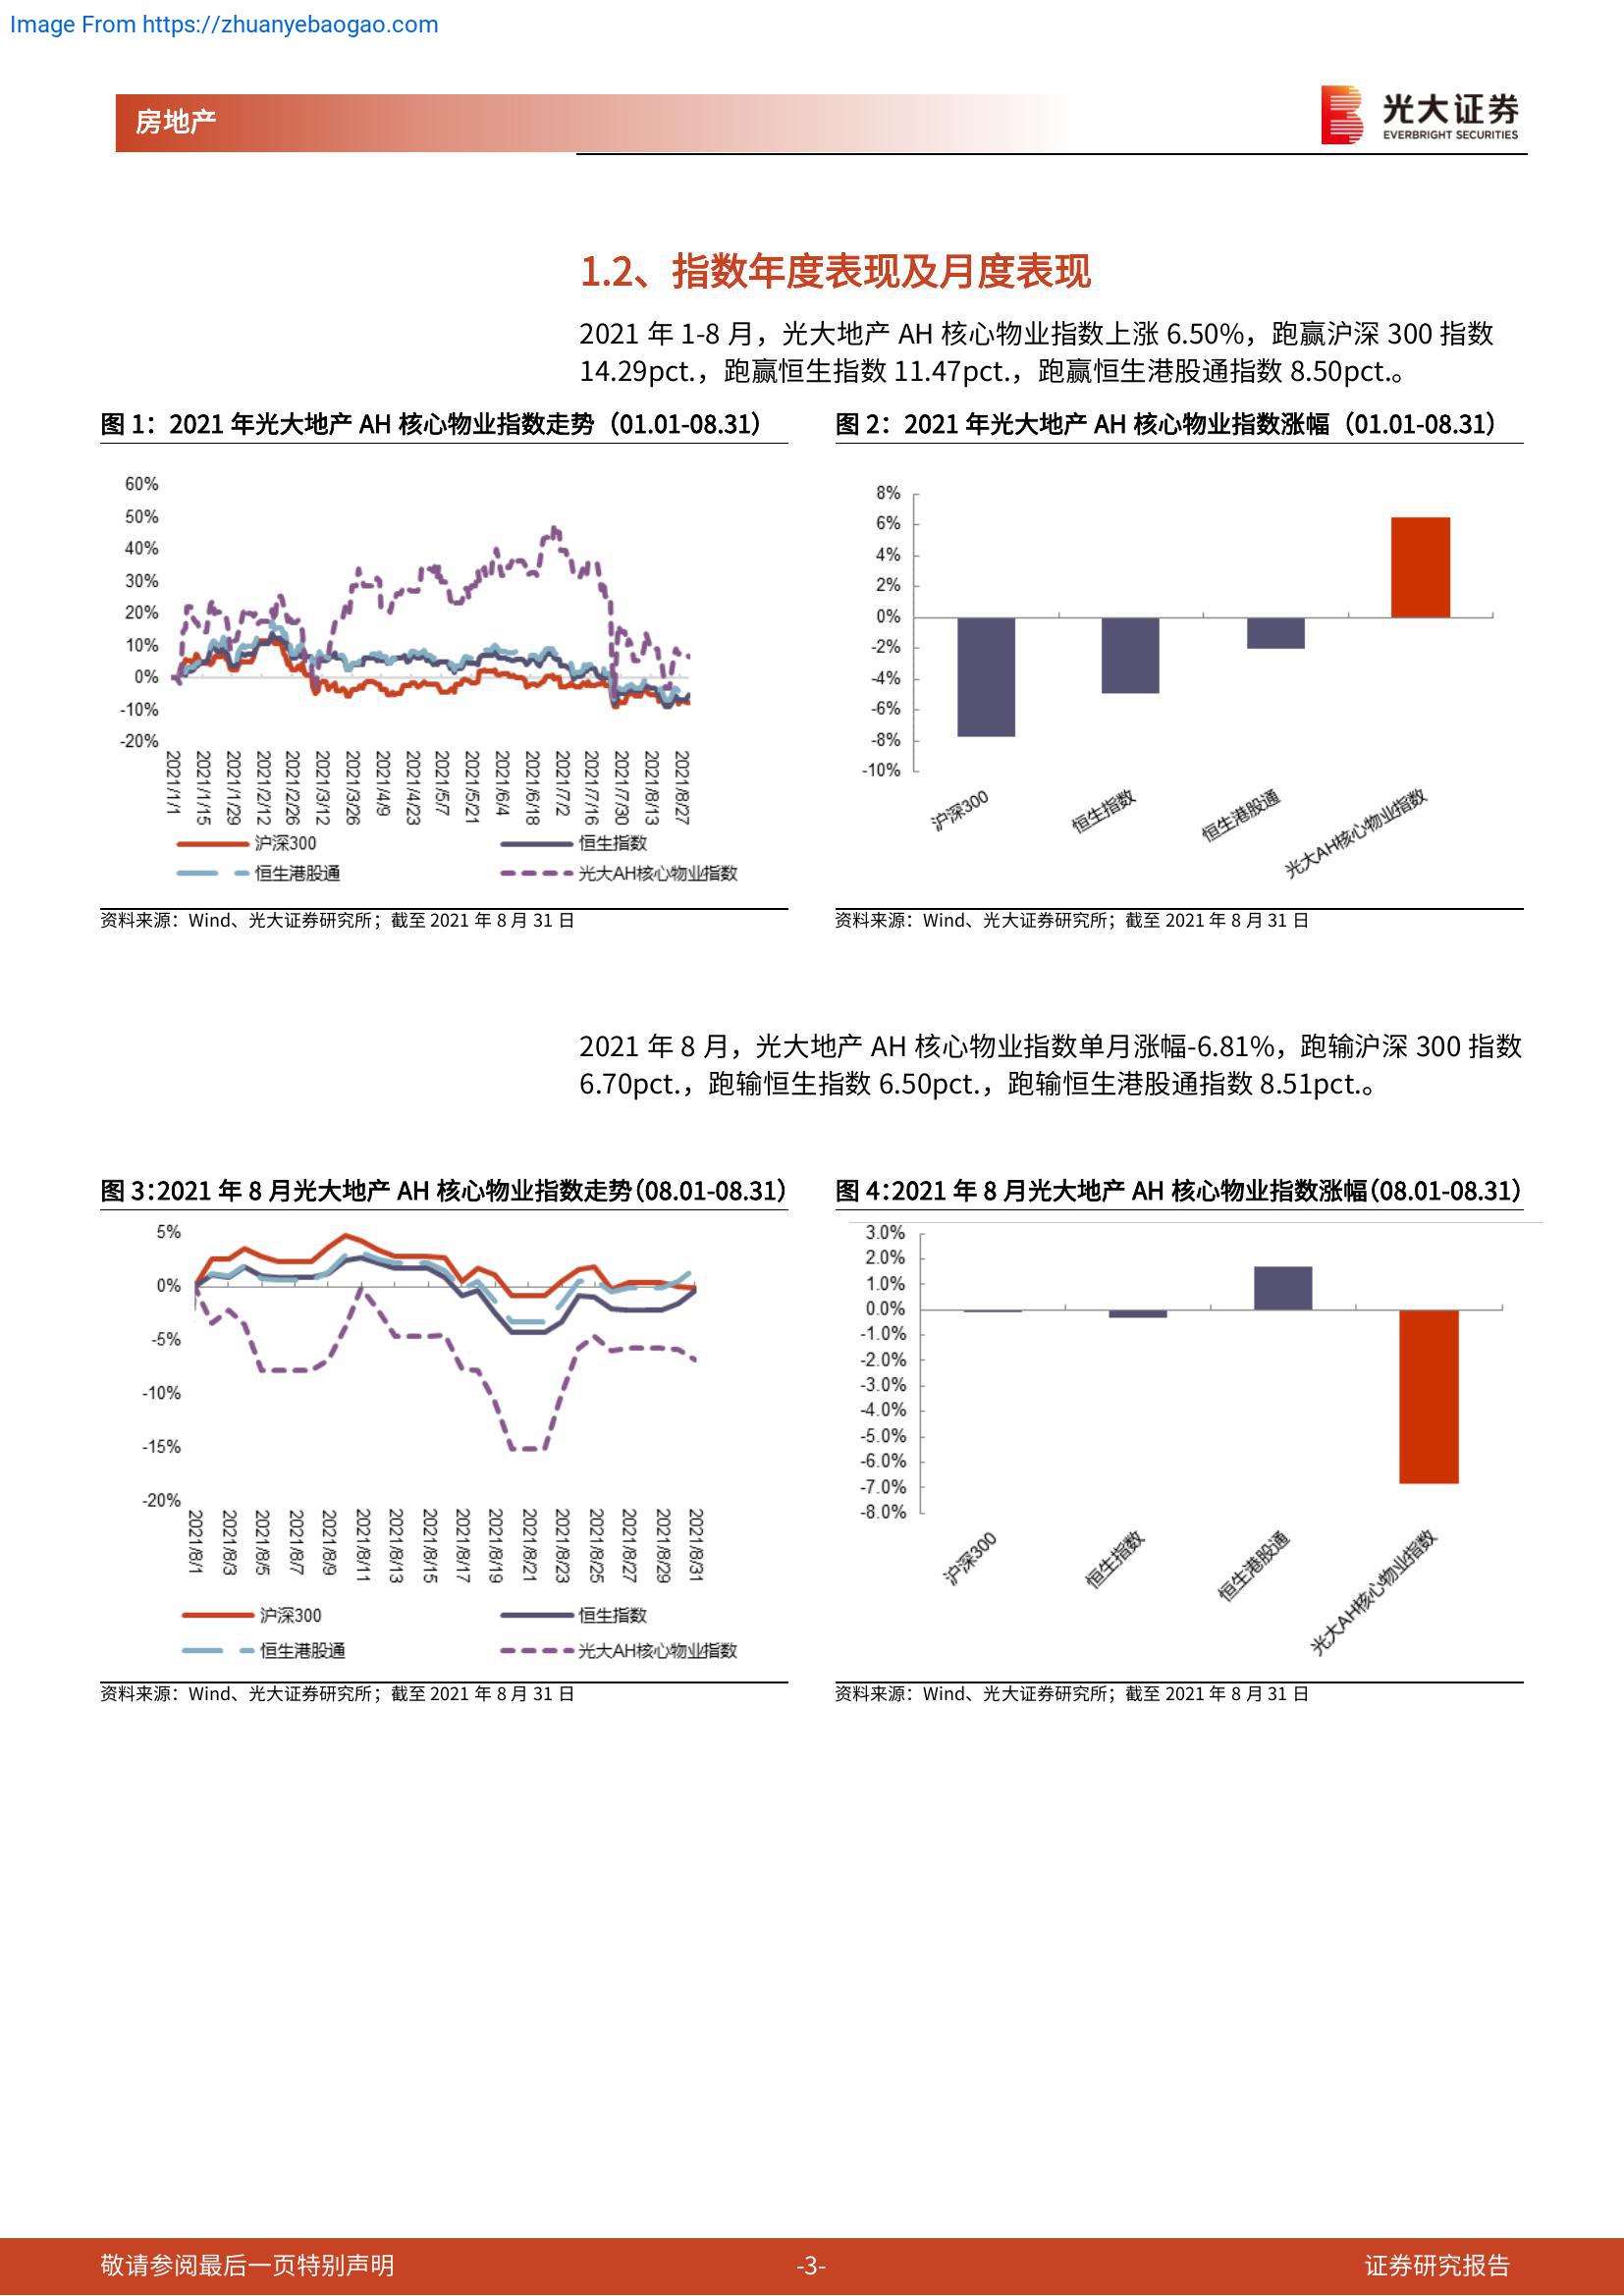 Image From https://zhuanyebaogao.com
房地产
光大证券
EVERBRIGHT SECURITIES
1.2、指数年度表现及月度表现
2021 年 1-8 月，光大地产 AH 核心物业指数上涨 6.50%，跑赢沪深 300 指数
14.29pct.，跑赢恒生指数 11.47pct.，跑赢恒生港股通指数 8.50pct.。
图 1：2021 年光大地产 AH 核心物业指数走势（01.01-08.31）
60%
50%
40%
30%
20%
10%
0%
-10%
-20%
2021/1/1
2021/1/15
2021/1/29
2021/2/12
2021/2/26
2021/3/12
2021/3/26
2021/4/9
2021/4/23
2021/5/7
2021/5/21
2021/6/4
2021/6/18
2021/7/2
2021/7/16
2021/7/30
2021/8/13
2021/8/27
沪深300
恒生指数
恒生港股通
光大AH核心物业指数
资料来源：Wind、光大证券研究所；截至 2021 年 8 月 31 日
图 2：2021 年光大地产 AH 核心物业指数涨幅（01.01-08.31）
8%
6%
4%
2%
0%
-2%
-4%
-6%
-8%
-10%
沪深300
恒生指数
恒生港股通
光大AH核心物业指数
资料来源：Wind、光大证券研究所；截至 2021 年 8 月 31 日
2021 年 8 月，光大地产 AH 核心物业指数单月涨幅-6.81%，跑输沪深 300 指数
6.70pct.，跑输恒生指数 6.50pct.，跑输恒生港股通指数 8.51pct.。
图 3：2021 年 8 月光大地产 AH 核心物业指数走势（08.01-08.31）
5%
0%
-5%
-10%
-15%
-20%
2021/8/1
2021/8/3
2021/8/5
2021/8/7
2021/8/9
2021/8/11
2021/8/13
2021/8/15
2021/8/17
2021/8/19
2021/8/21
2021/8/23
2021/8/25
2021/8/27
2021/8/29
2021/8/31
沪深300
恒生指数
恒生港股通
光大AH核心物业指数
资料来源：Wind、光大证券研究所；截至 2021 年 8 月 31 日
图 4：2021 年 8 月光大地产 AH 核心物业指数涨幅（08.01-08.31）
3.0%
2.0%
1.0%
0.0%
-1.0%
-2.0%
-3.0%
-4.0%
-5.0%
-6.0%
-7.0%
-8.0%
沪深300
恒生指数
恒生港股通
光大AH核心物业指数
资料来源：Wind、光大证券研究所；截至 2021 年 8 月 31 日
敬请参阅最后一页特别声明
-3-
证券研究报告